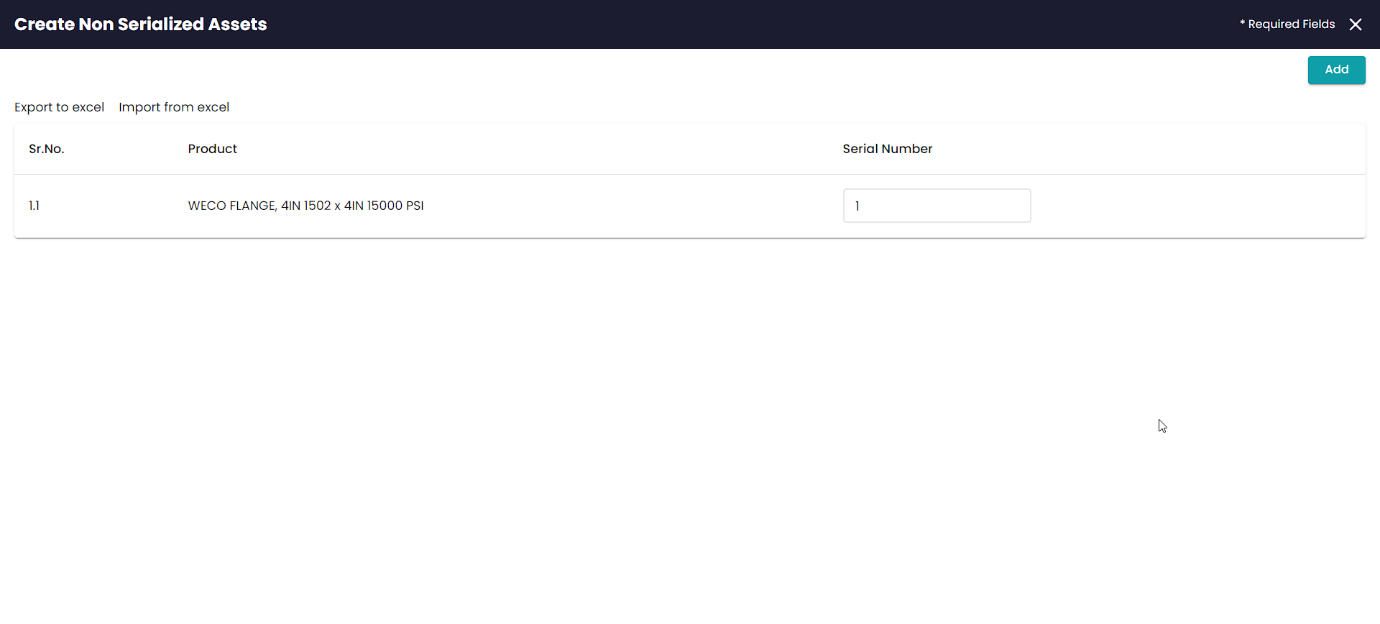 Create Non Serialized Assets
* Required Fields
Add
Export to excel Import from excel
Sr.No. Product Serial Number
1.1 WECO FLANGE, 4IN 1502 x 4IN 15000 PSI 1